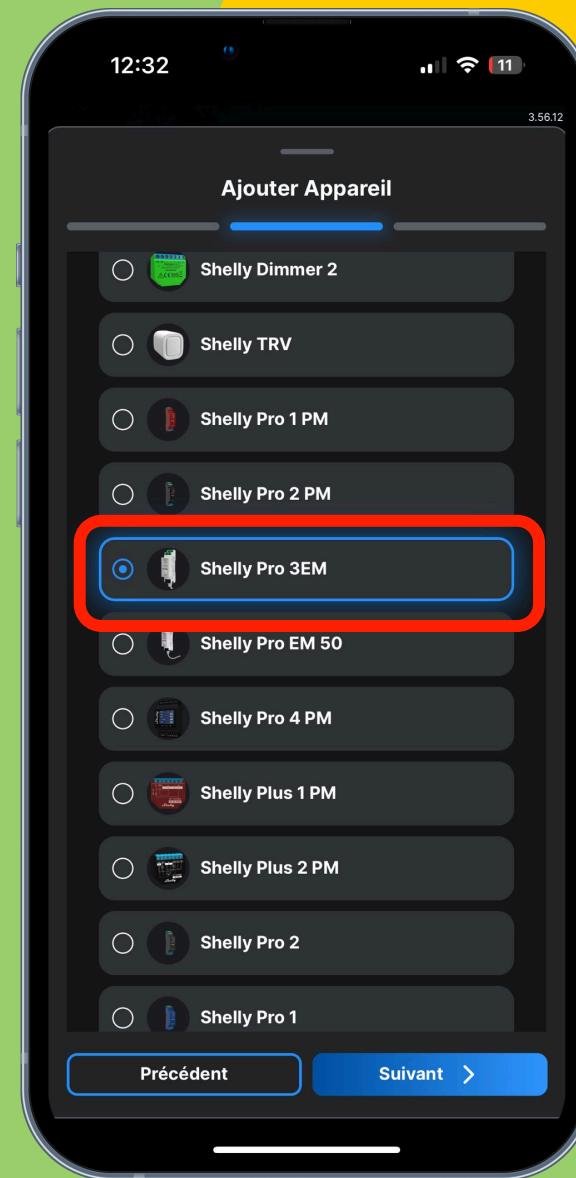 12:32
11
3.56.12
Ajouter Appareil
Shelly Dimmer 2
Shelly TRV
Shelly Pro 1 PM
Shelly Pro 2 PM
Shelly Pro 3EM
Shelly Pro EM 50
Shelly Pro 4 PM
Shelly Plus 1 PM
Shelly Plus 2 PM
Shelly Pro 2
Shelly Pro 1
Précédent
Suivant